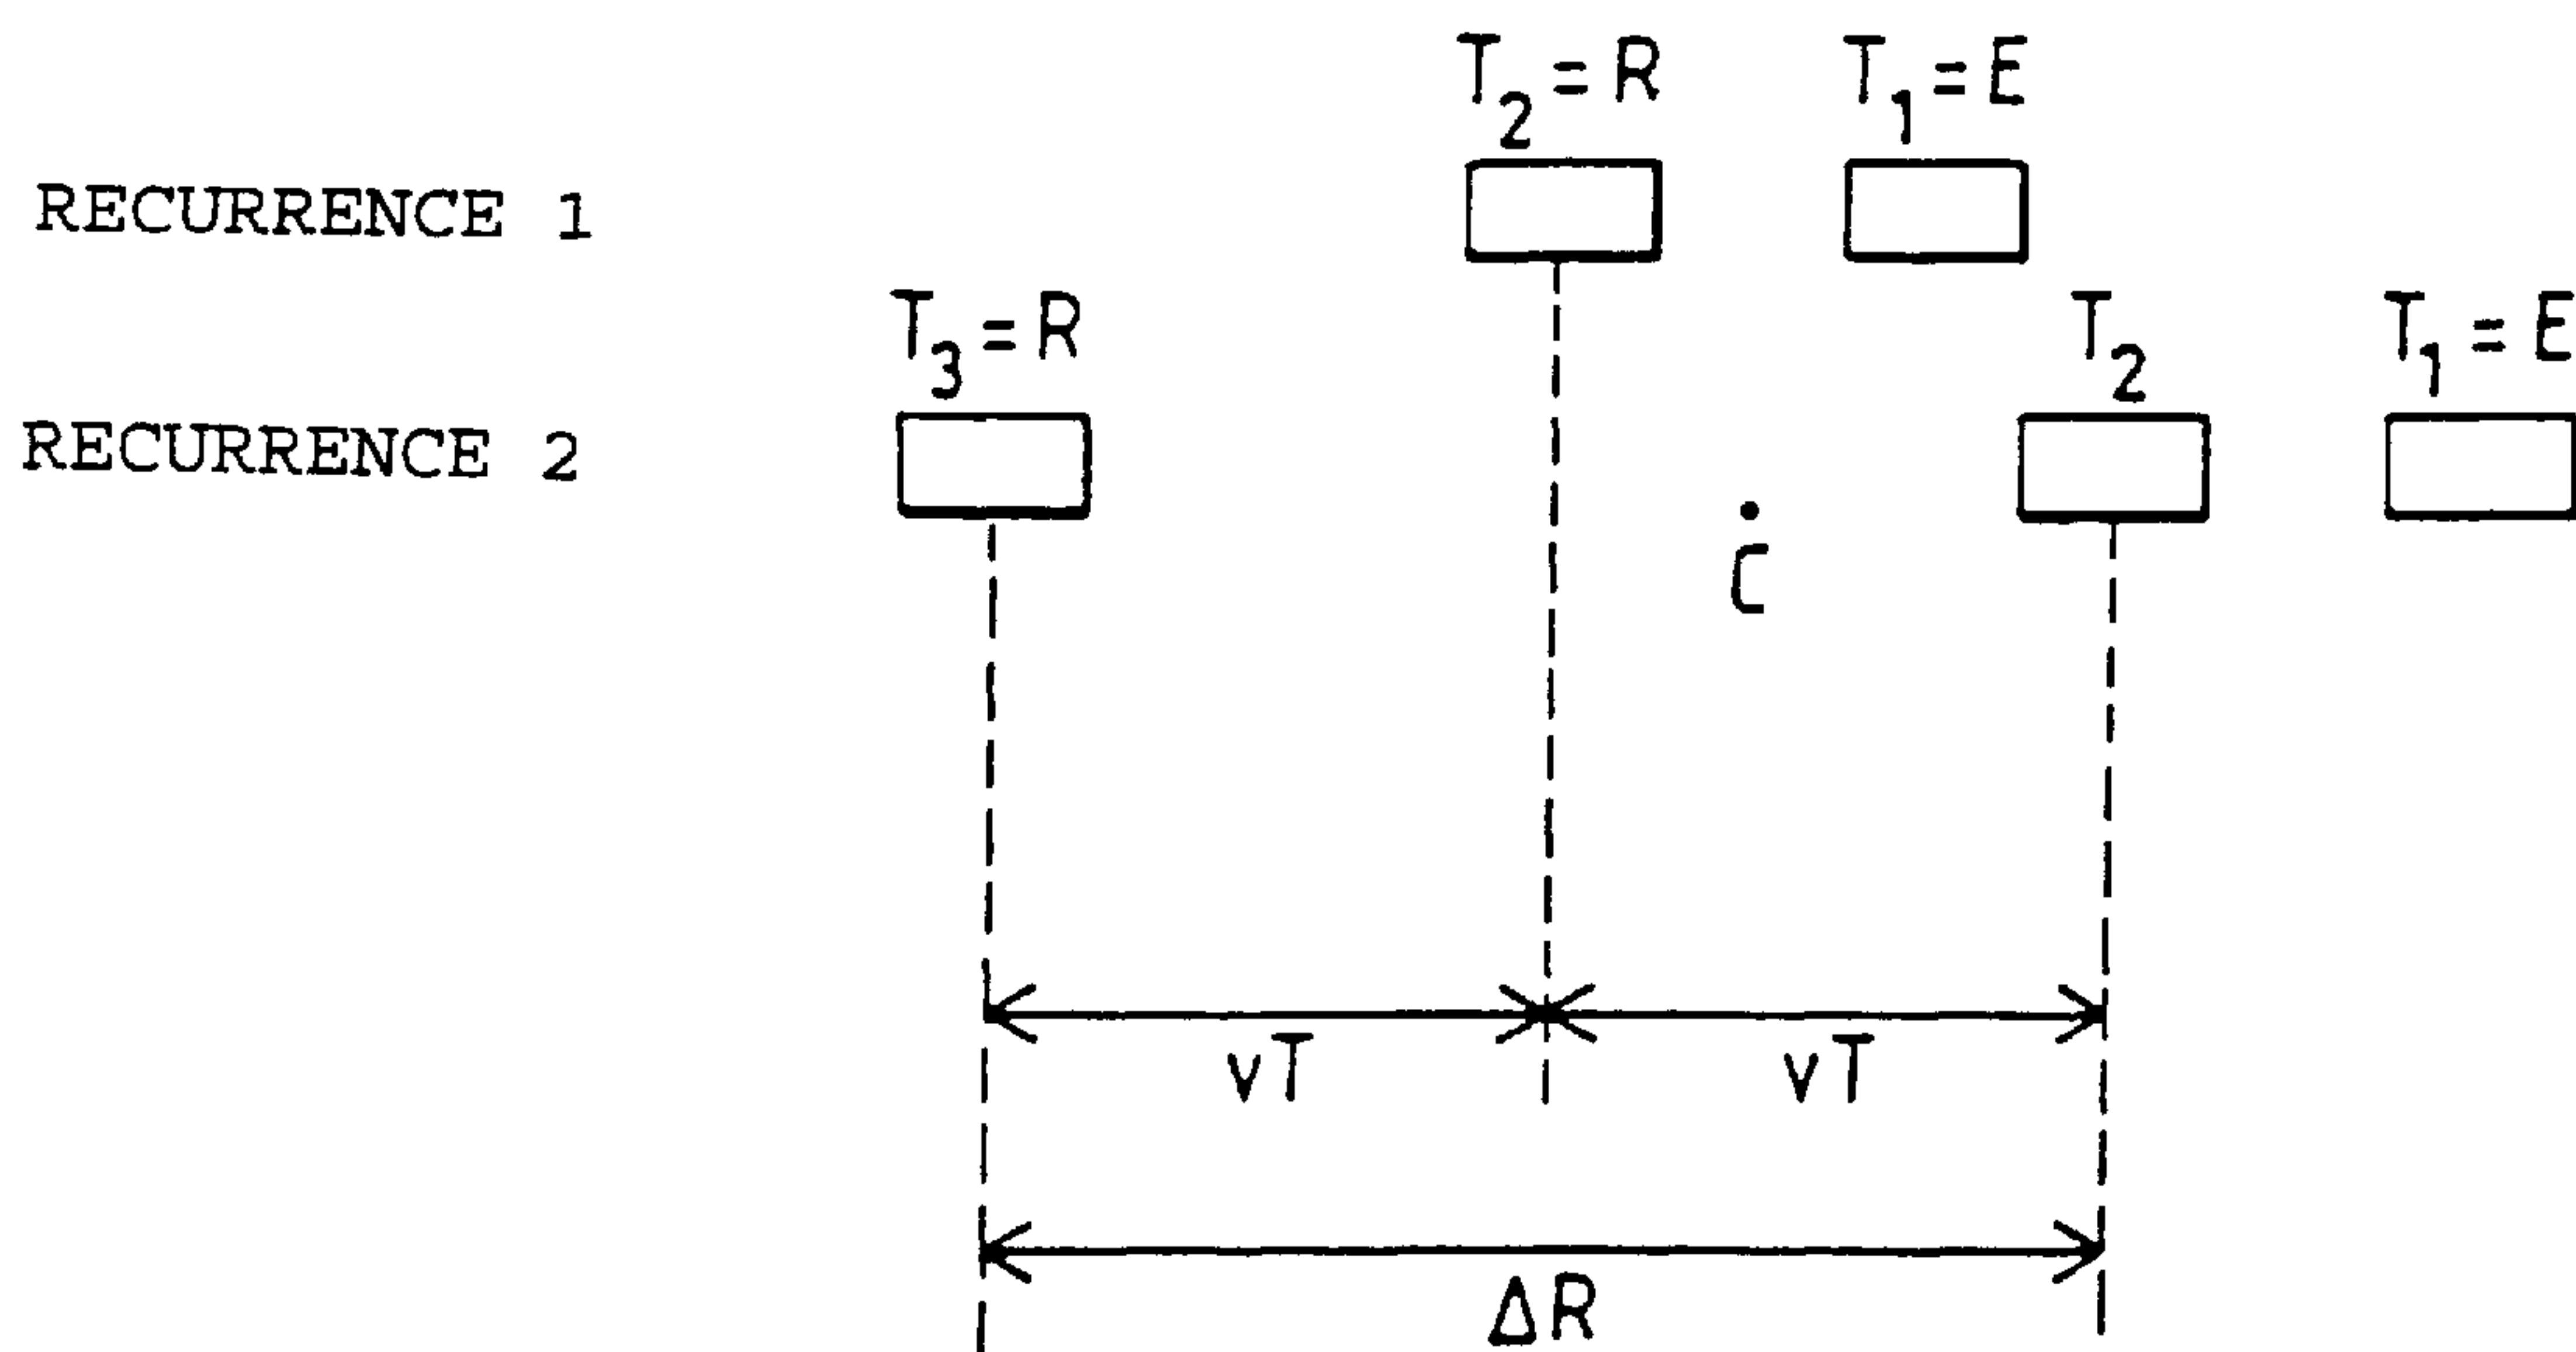 T₂ = R T₁ = E
RECURRENCE 1
T₃ = R T₂ T₁ = E
RECURRENCE 2
Ċ
vT vT
ΔR